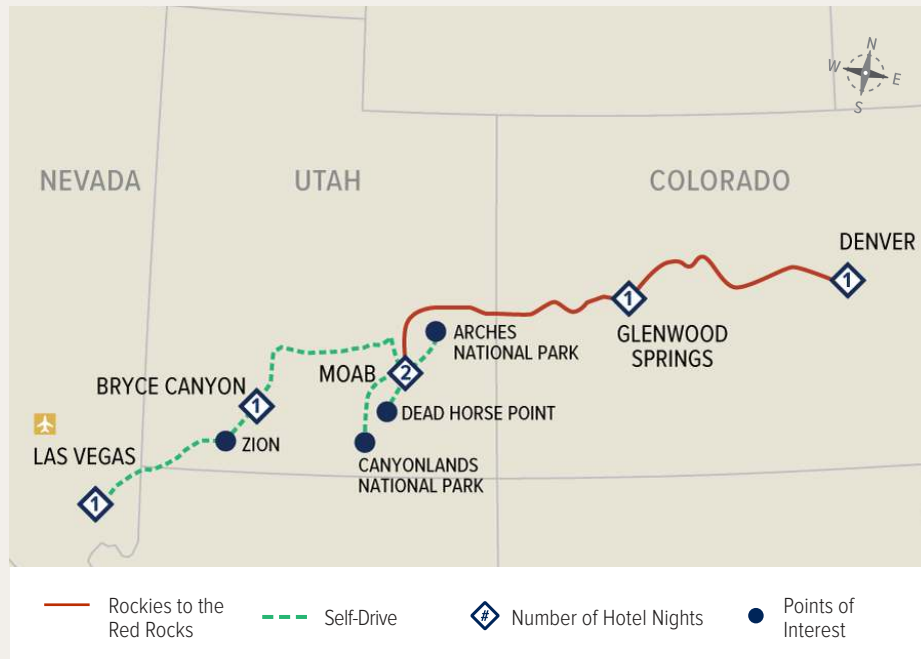 N
W
E
S
NEVADA
UTAH
COLORADO
DENVER
1
1
GLENWOOD
SPRINGS
ARCHES
NATIONAL PARK
MOAB
2
BRYCE CANYON
1
DEAD HORSE POINT
ZION
LAS VEGAS
CANYONLANDS
NATIONAL PARK
1
Rockies to the
Red Rocks
Self-Drive
# Number of Hotel Nights
Points of
Interest